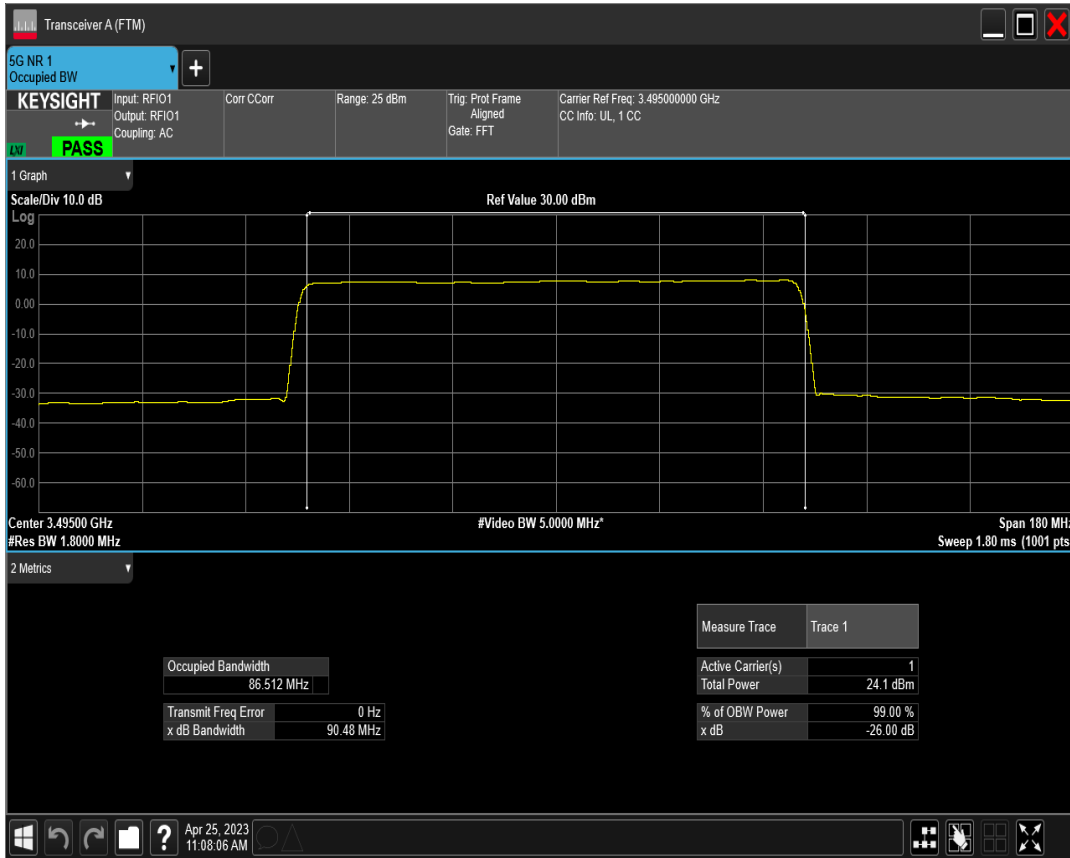 Transceiver A (FTM)
5G NR 1
Occupied BW
+
KEYSIGHT
LXI
PASS
Input: RFIO1
Output: RFIO1
Coupling: AC
Corr CCorr
Range: 25 dBm
Trig: Prot Frame
Aligned
Gate: FFT
Carrier Ref Freq: 3.495000000 GHz
CC Info: UL, 1 CC
1 Graph
Scale/Div 10.0 dB
Ref Value 30.00 dBm
Log
20.0
10.0
0.00
-10.0
-20.0
-30.0
-40.0
-50.0
-60.0
Center 3.49500 GHz
#Video BW 5.0000 MHz*
Span 180 MHz
#Res BW 1.8000 MHz
Sweep 1.80 ms (1001 pts
2 Metrics
Measure Trace Trace 1
Occupied Bandwidth
86.512 MHz
Active Carrier(s) 1
Total Power 24.1 dBm
Transmit Freq Error 0 Hz
x dB Bandwidth 90.48 MHz
% of OBW Power 99.00 %
x dB -26.00 dB
?
Apr 25, 2023
11:08:06 AM